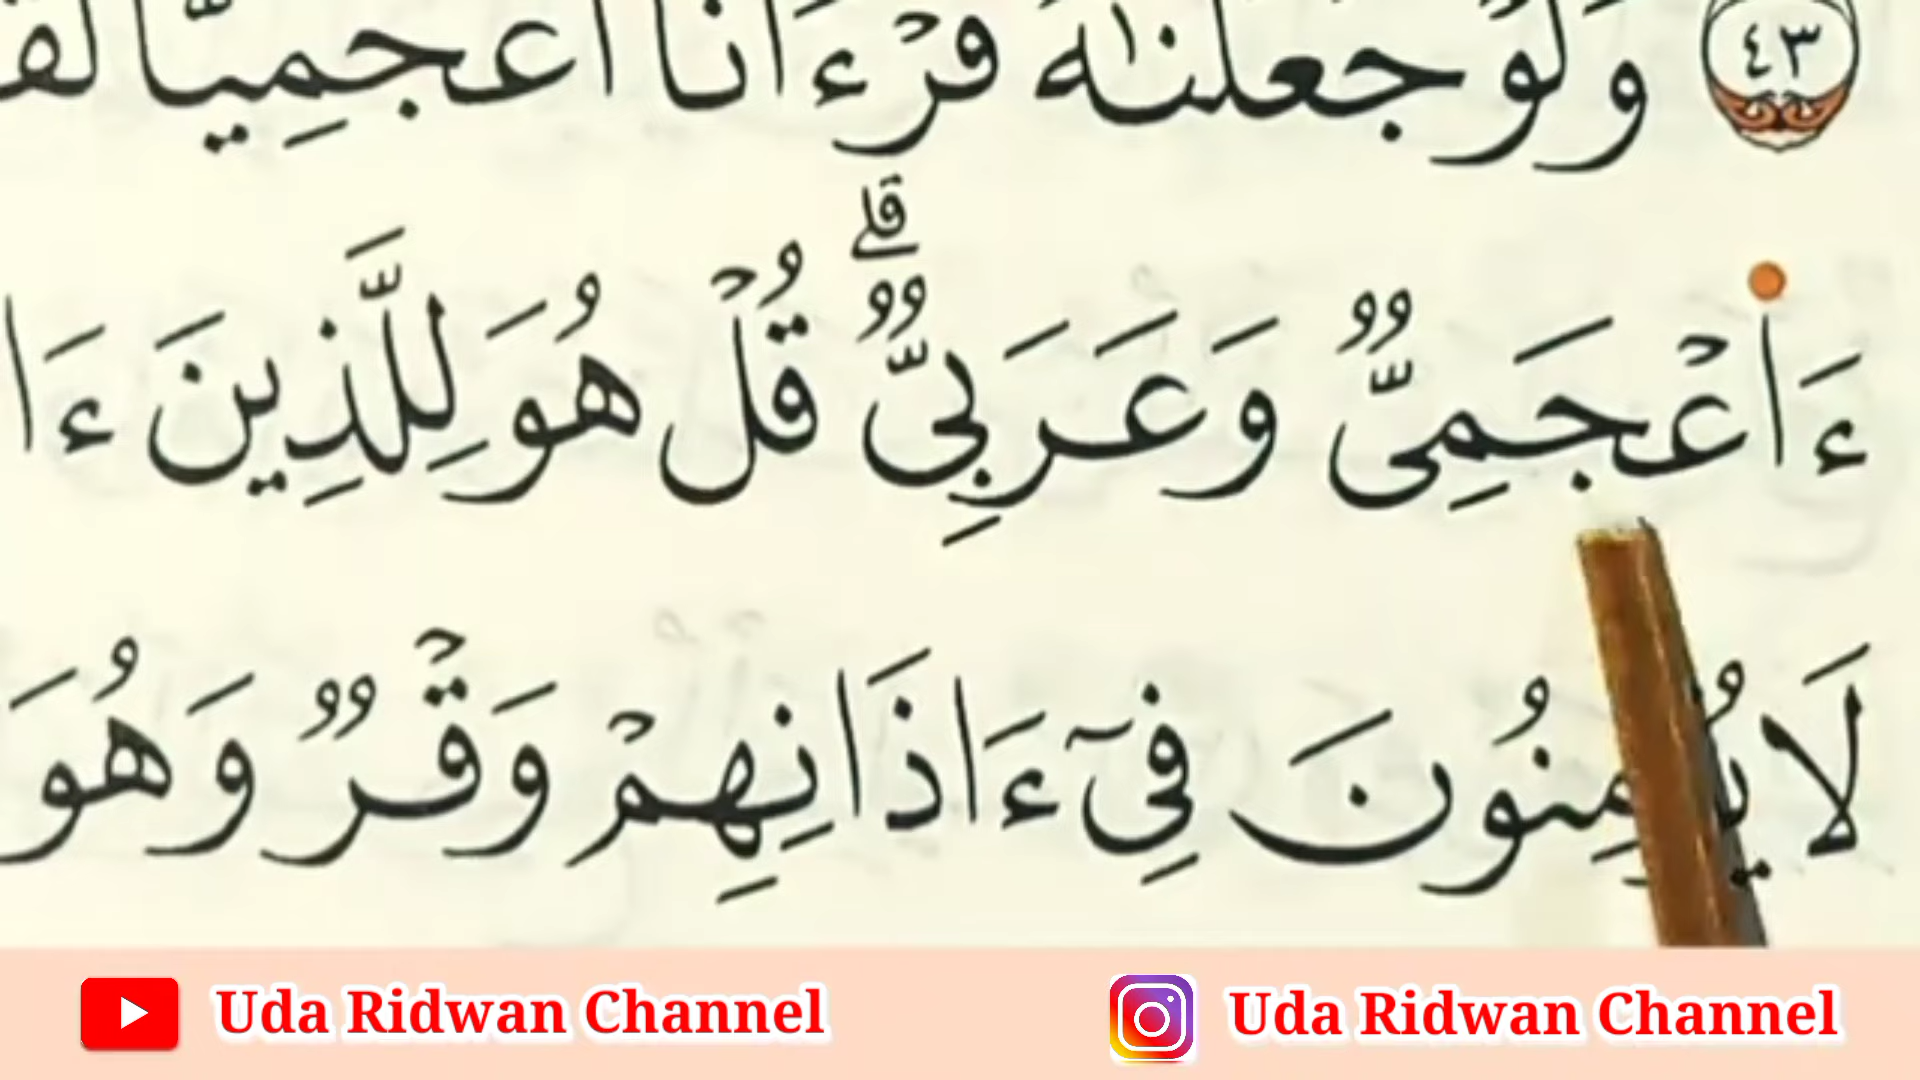 ٤٣ وَلَوْ جَعَلْنَٰهُ قُرْءَانًا أَعْجَمِيًّا
ءَا۬عْجَمِىٌّ وَعَرَبِىٌّ ۗ قُلْ هُوَ لِلَّذِينَ ءَا
لَا يُؤْمِنُونَ فِىٓ ءَاذَانِهِمْ وَقْرٌ وَهُوَ
Uda Ridwan Channel
Uda Ridwan Channel